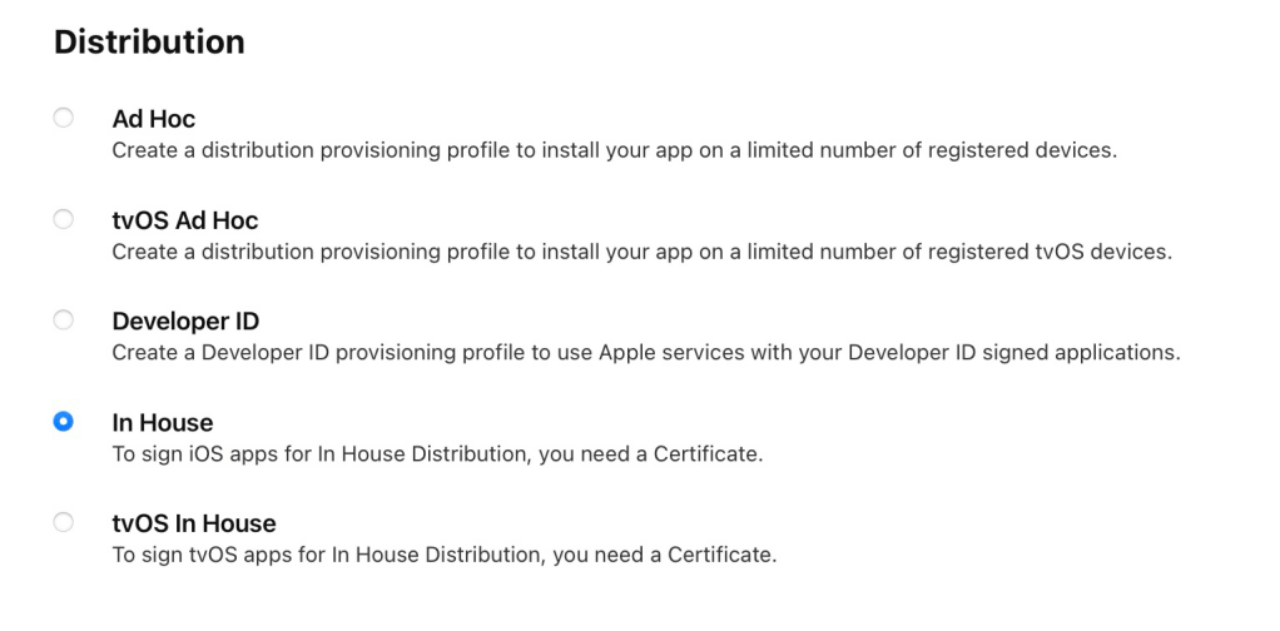 Distribution
Ad Hoc
Create a distribution provisioning profile to install your app on a limited number of registered devices.
tvOS Ad Hoc
Create a distribution provisioning profile to install your app on a limited number of registered tvOS devices.
Developer ID
Create a Developer ID provisioning profile to use Apple services with your Developer ID signed applications.
In House
To sign iOS apps for In House Distribution, you need a Certificate.
tvOS In House
To sign tvOS apps for In House Distribution, you need a Certificate.